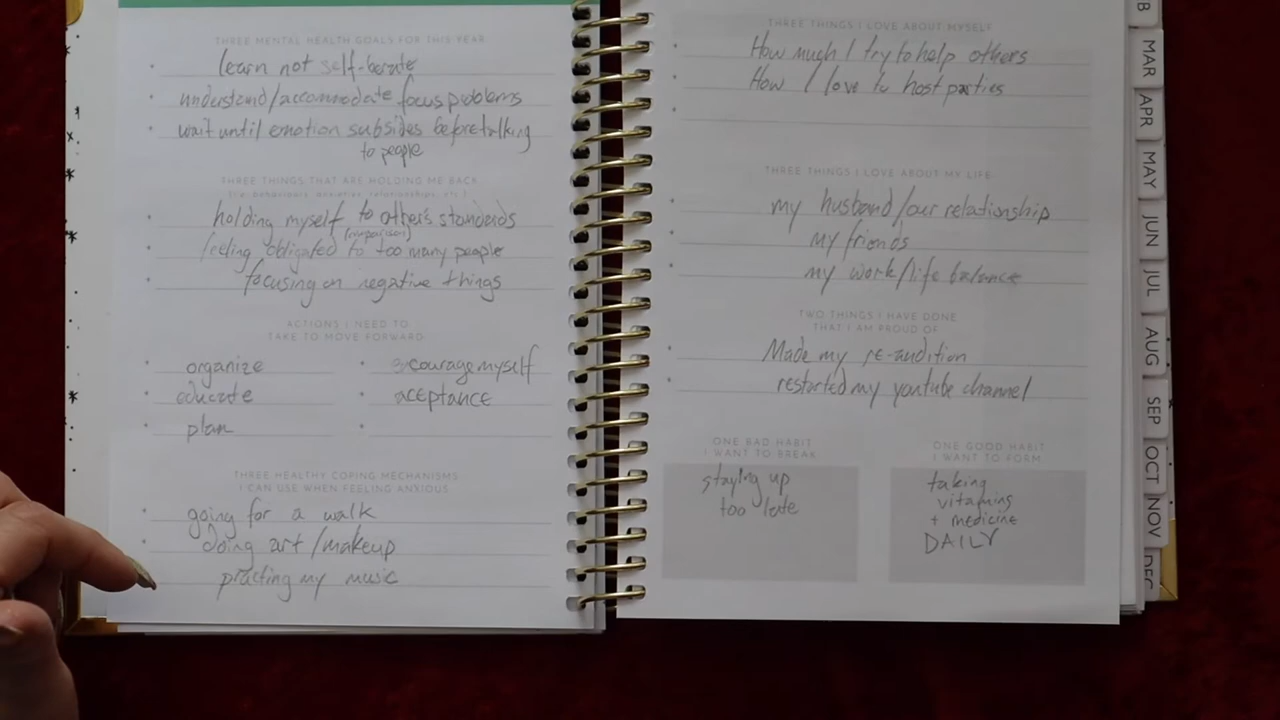 THREE MENTAL HEALTH GOALS FOR THIS YEAR
learn not self-berate
understand/accommodate focus problems
wait until emotion subsides before talking
to people
THREE THINGS THAT ARE HOLDING ME BACK
holding myself to other's standards
(comparison)
feeling obligated to too many people
focusing on negative things
ACTIONS I NEED TO
TAKE TO MOVE FORWARD
organize
educate
plan
courage myself
aceptance
THREE HEALTHY COPING MECHANISMS
I CAN USE WHEN FEELING ANXIOUS
going for a walk
doing art/makeup
practing my music
THREE THINGS I LOVE ABOUT MYSELF
How much I try to help others
How I love to host parties
THREE THINGS I LOVE ABOUT MY LIFE
my husband/our relationship
my friends
my work/life balance
TWO THINGS I HAVE DONE
THAT I AM PROUD OF
Made my re-audition
restarted my youtube channel
ONE BAD HABIT
I WANT TO BREAK
staying up
too late
ONE GOOD HABIT
I WANT TO FORM
taking
vitamins
+ medicine
DAILY
B
MAR
APR
MAY
JUN
JUL
AUG
SEP
OCT
NOV
DEC